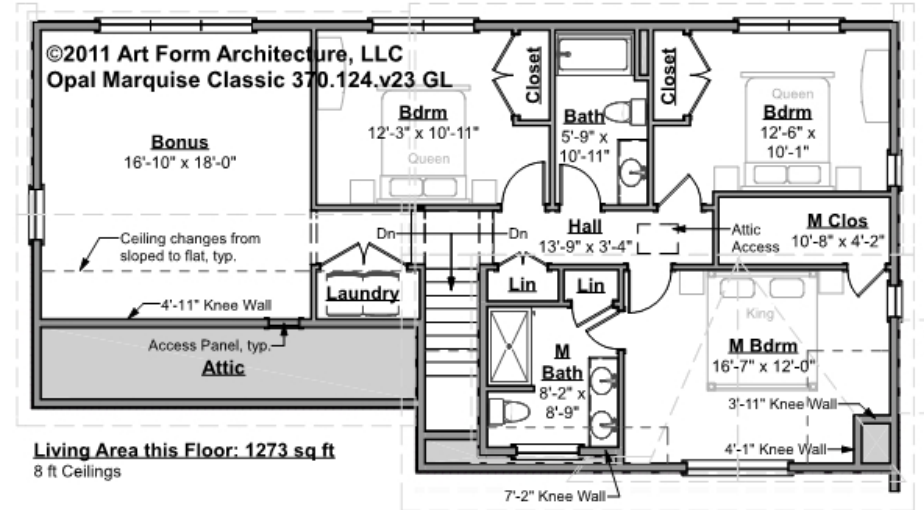 ©2011 Art Form Architecture, LLC
Opal Marquise Classic 370.124.v23 GL
Bonus
16'-10" x 18'-0"
Bdrm
12'-3" x 10'-11"
Queen
Closet
Bath
5'-9" x
10'-11"
Closet
Queen
Bdrm
12'-6" x
10'-1"
Ceiling changes from
sloped to flat, typ.
Dn
Dn
Hall
13'-9" x 3'-4"
Attic
Access
M Clos
10'-8" x 4'-2"
Laundry
Lin
Lin
4'-11" Knee Wall
Access Panel, typ.
Attic
M
Bath
8'-2" x
8'-9"
King
M Bdrm
16'-7" x 12'-0"
3'-11" Knee Wall
4'-1" Knee Wall
7'-2" Knee Wall
Living Area this Floor: 1273 sq ft
8 ft Ceilings